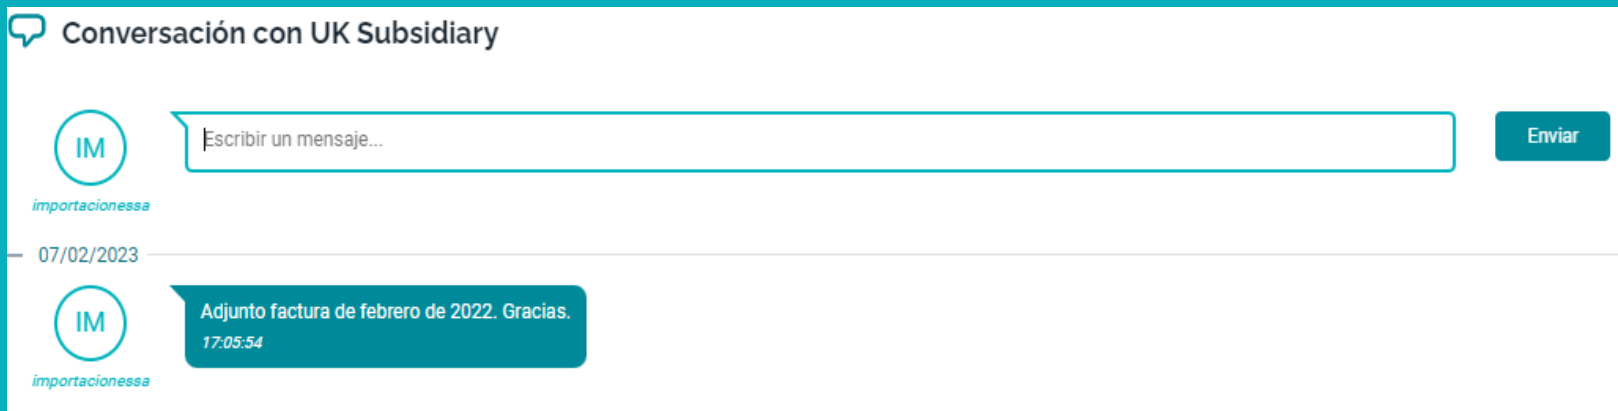 Conversación con UK Subsidiary
IM
Escribir un mensaje...
Enviar
importacionessa
07/02/2023
IM
Adjunto factura de febrero de 2022. Gracias.
17:05:54
importacionessa